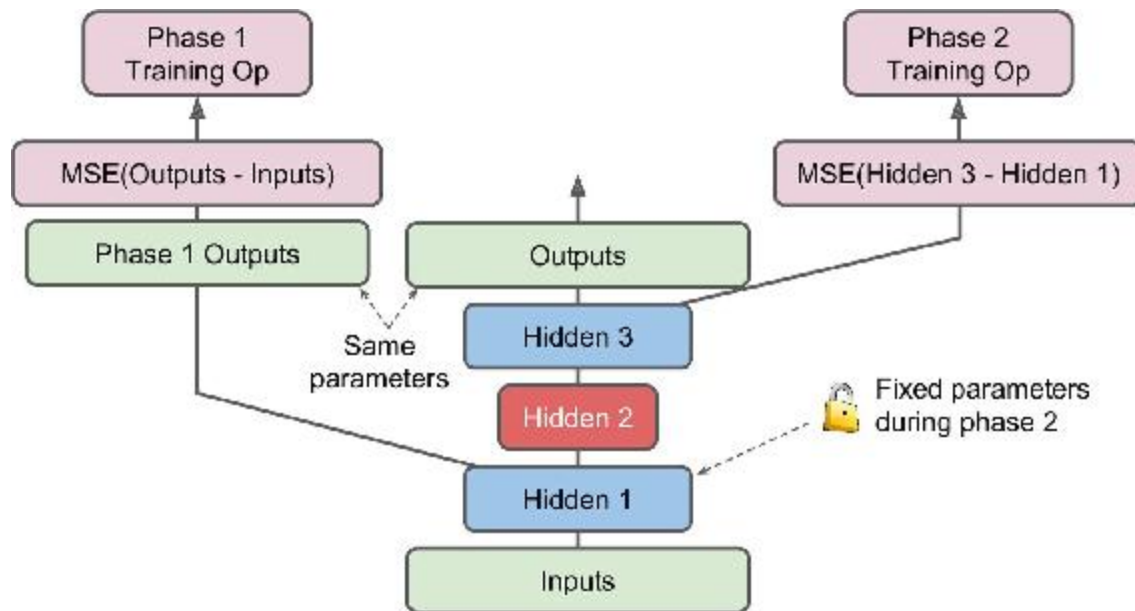 Phase 1
Training Op
Phase 2
Training Op
MSE(Outputs - Inputs)
MSE(Hidden 3 - Hidden 1)
Phase 1 Outputs
Outputs
Hidden 3
Same
parameters
Hidden 2
Fixed parameters
during phase 2
Hidden 1
Inputs